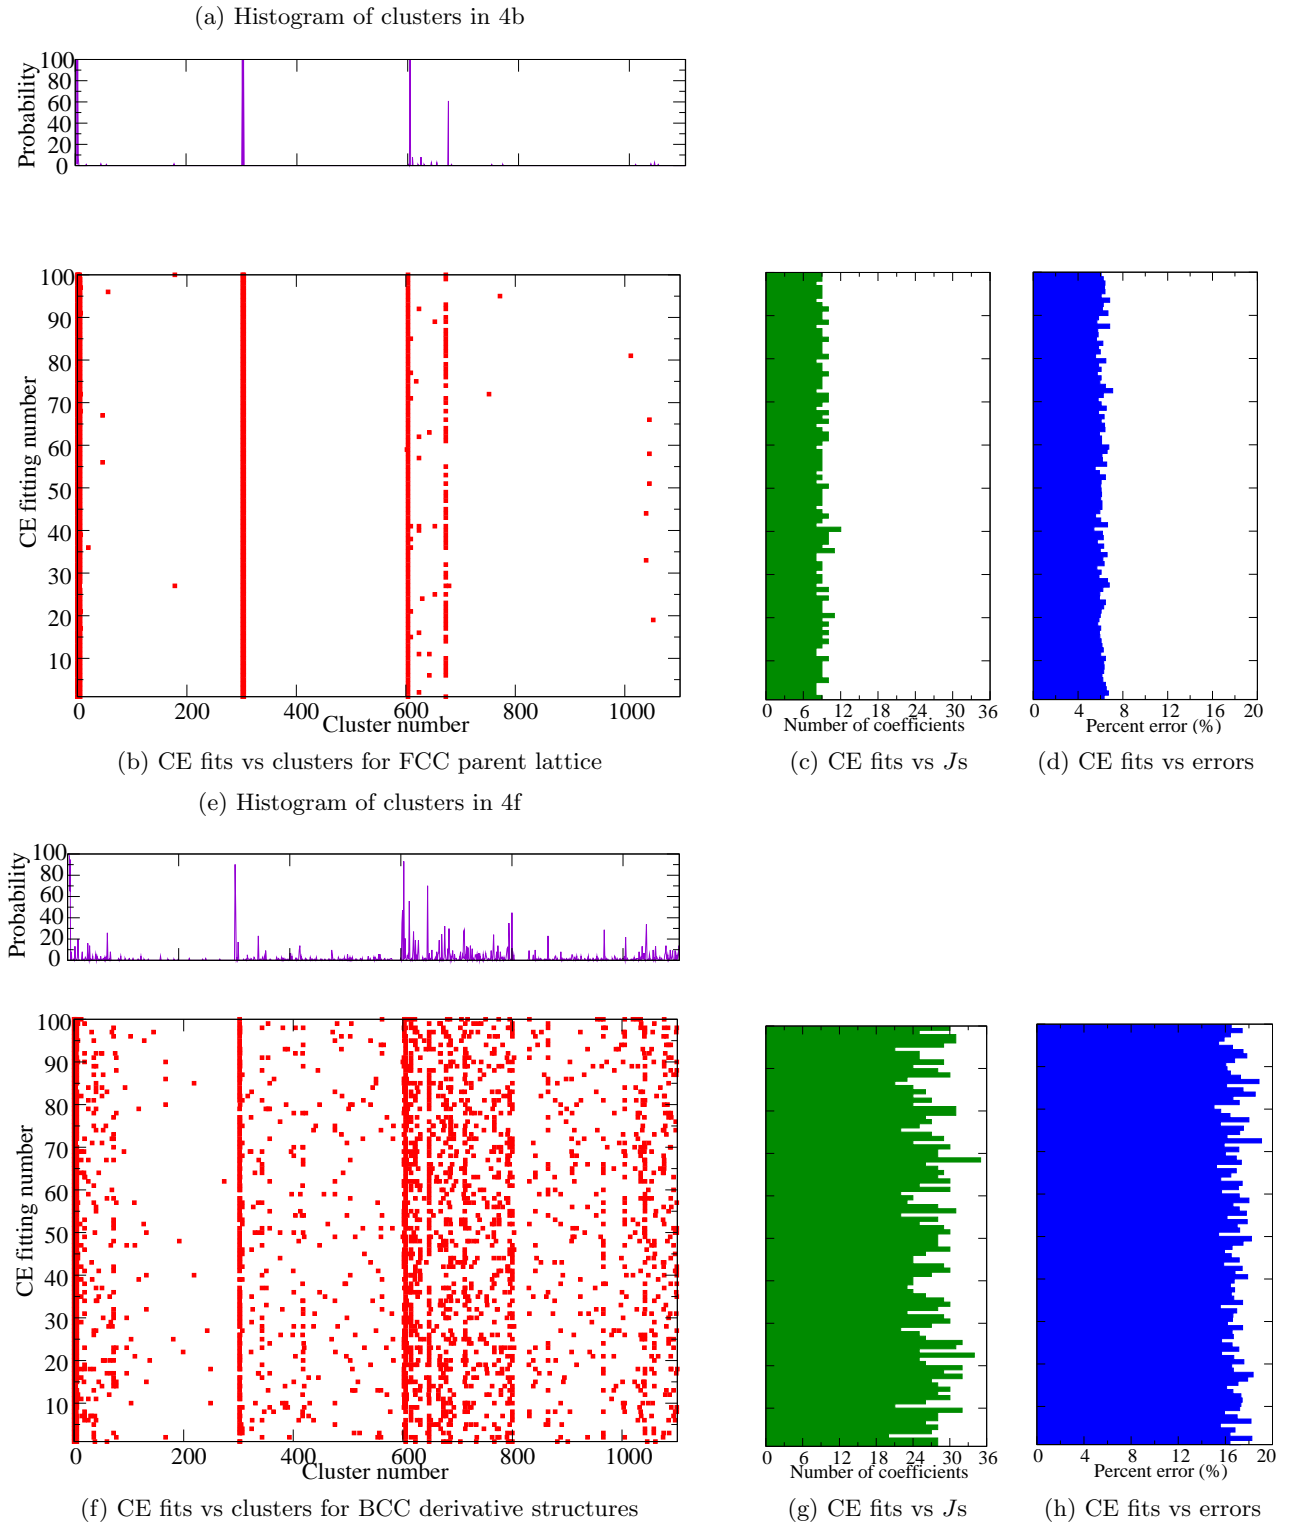 (a) Histogram of clusters in 4b
Probability
100
80
60
40
20
0
CE fitting number
100
90
80
70
60
50
40
30
20
10
0 200 400 600 800 1000
Cluster number
(b) CE fits vs clusters for FCC parent lattice
0 6 12 18 24 30 36
Number of coefficients
(c) CE fits vs Js
0 4 8 12 16 20
Percent error (%)
(d) CE fits vs errors
(e) Histogram of clusters in 4f
Probability
100
80
60
40
20
0
CE fitting number
100
90
80
70
60
50
40
30
20
10
0 200 400 600 800 1000
Cluster number
(f) CE fits vs clusters for BCC derivative structures
0 6 12 18 24 30 36
Number of coefficients
(g) CE fits vs Js
0 4 8 12 16 20
Percent error (%)
(h) CE fits vs errors